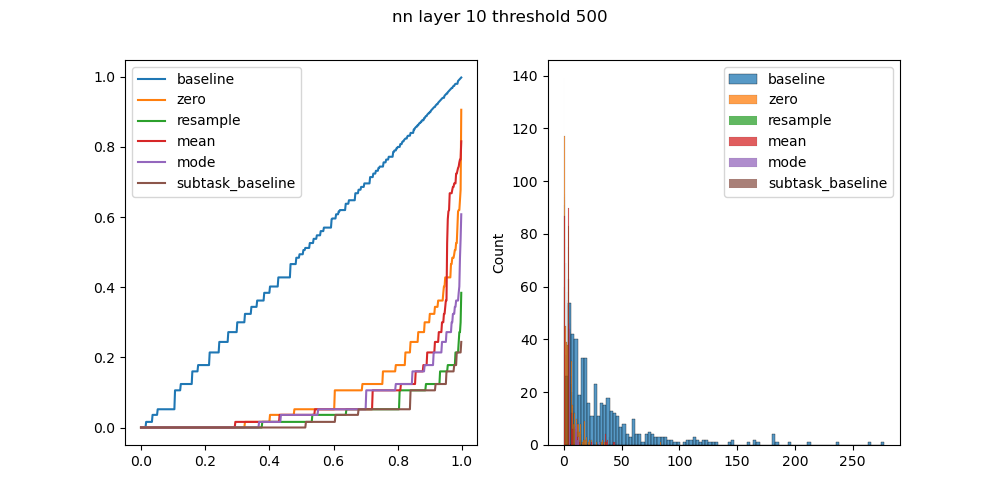 nn layer 10 threshold 500
baseline
zero
resample
mean
mode
subtask_baseline
1.0
0.8
0.6
0.4
0.2
0.0
0.0 0.2 0.4 0.6 0.8 1.0
baseline
zero
resample
mean
mode
subtask_baseline
Count
140
120
100
80
60
40
20
0
0 50 100 150 200 250